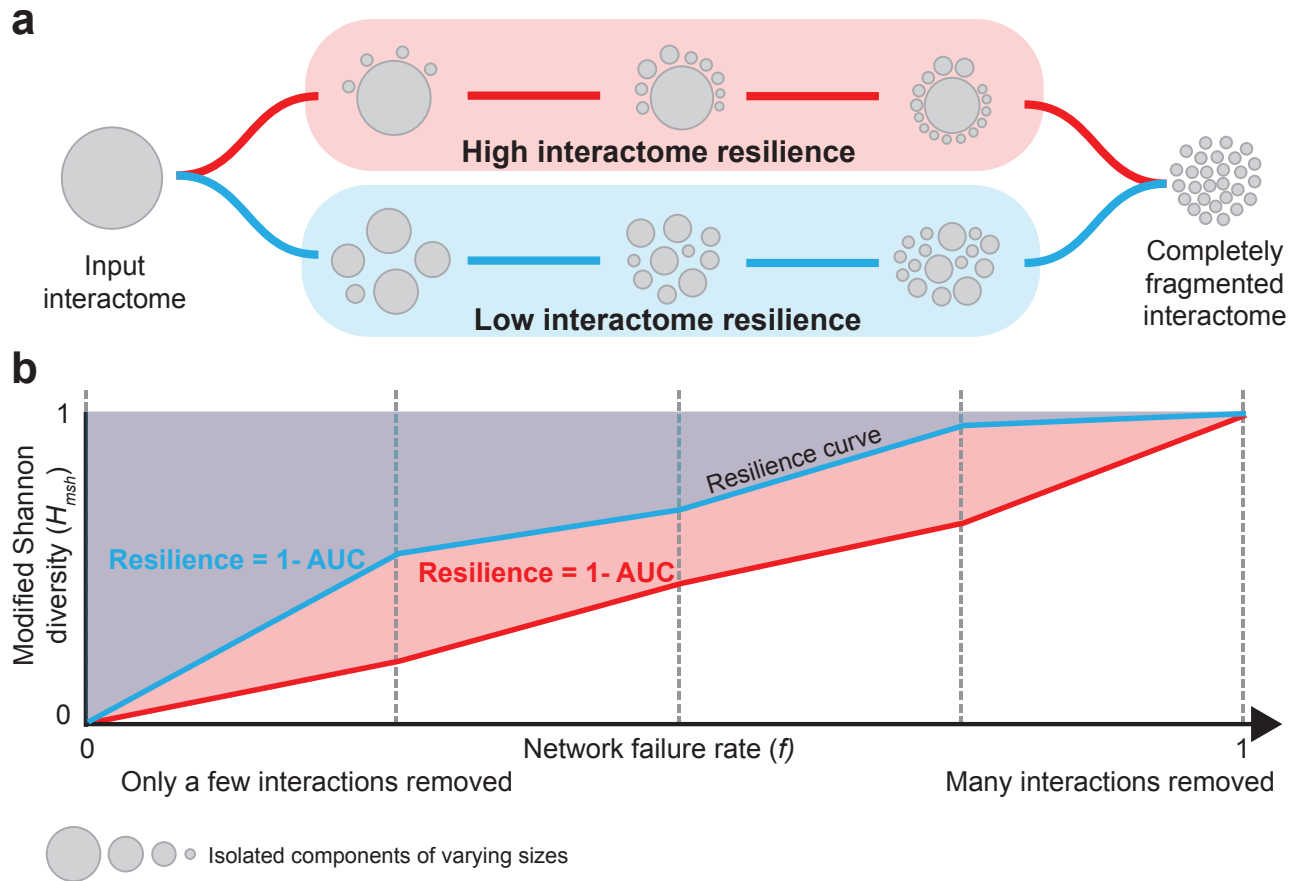 a
High interactome resilience
Input
interactome
Low interactome resilience
Completely
fragmented
interactome
b
Modified Shannon
diversity (Hmsh)
1
0
Resilience curve
Resilience = 1- AUC
Resilience = 1- AUC
0
Network failure rate (f)
1
Only a few interactions removed
Many interactions removed
Isolated components of varying sizes